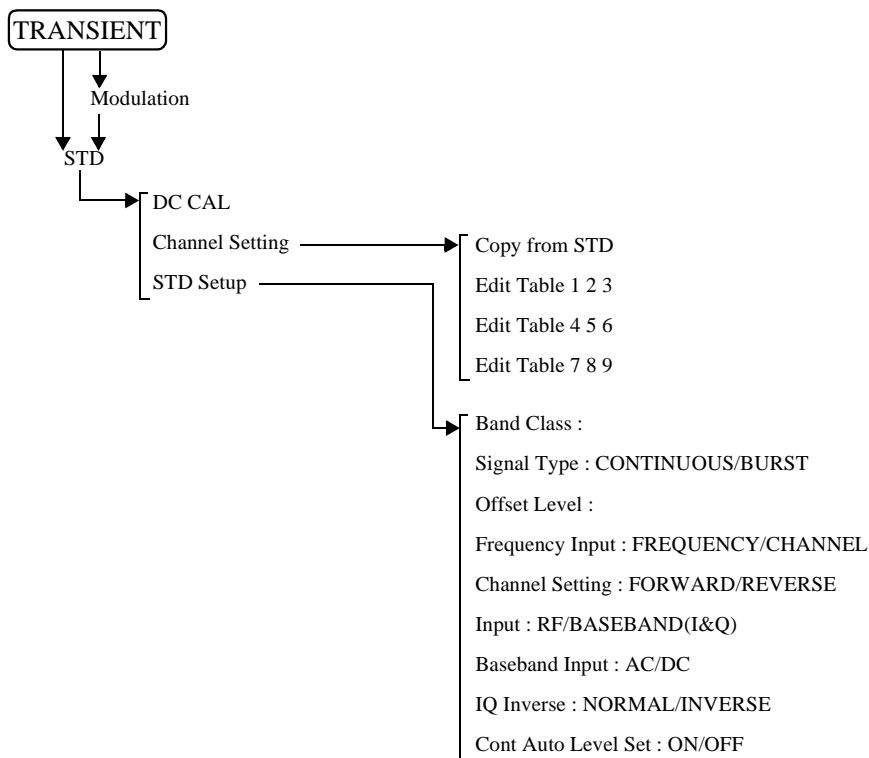 TRANSIENT
Modulation
STD
DC CAL
Channel Setting
STD Setup
Copy from STD
Edit Table 1 2 3
Edit Table 4 5 6
Edit Table 7 8 9
Band Class :
Signal Type : CONTINUOUS/BURST
Offset Level :
Frequency Input : FREQUENCY/CHANNEL
Channel Setting : FORWARD/REVERSE
Input : RF/BASEBAND(I&Q)
Baseband Input : AC/DC
IQ Inverse : NORMAL/INVERSE
Cont Auto Level Set : ON/OFF